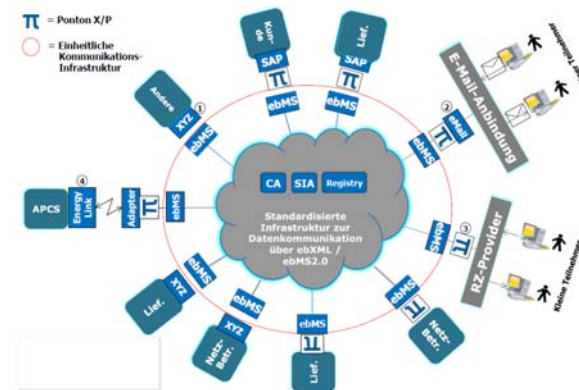 π = Ponton X/P
= Einheitliche
Kommunikations-
Infrastruktur
Kun-
de
SAP
π
ebMS
Lief.
SAP
π
ebMS
Andere
XYZ
①
ebMS
②
eMail
π
ebMS
E-Mail-Anbindung
Teilnehmer
④
APCS
Energy
Link
Adapter
π
ebMS
CA
SIA
Registry
Standardisierte
Infrastruktur zur
Datenkommunikation
über ebXML /
ebMS2.0
ebMS
π
③
RZ-Provider
Kleine Teilnehmer
Lief.
XYZ
ebMS
Netz-
Betr.
XYZ
ebMS
ebMS
π
Lief.
ebMS
π
Netz-
Betr.